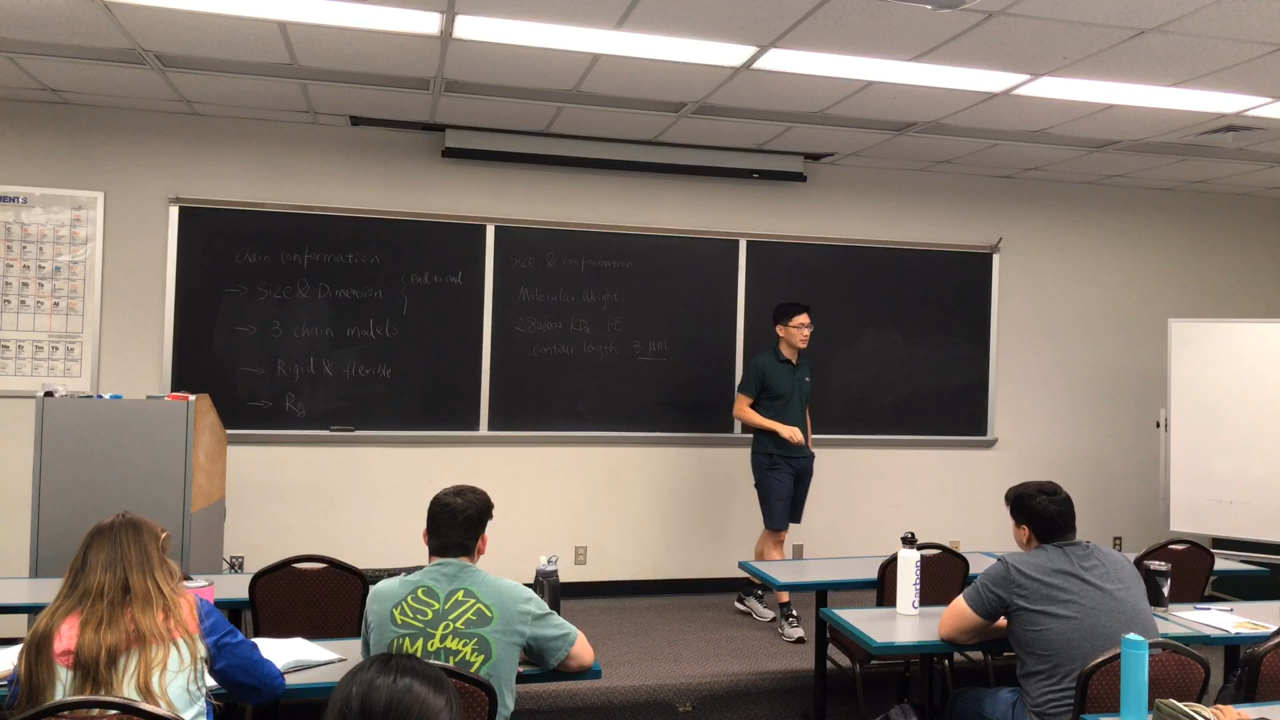 MENTS
Chain Conformation
→ Size & Dimension { end to end
→ 3 chain models
→ Rigid & flexible
→ Rg
Size & conformation
Molecular Weight
280,000 KDa PE
contour length 3 µm
KISS ME
I'M Lucky
Carbon